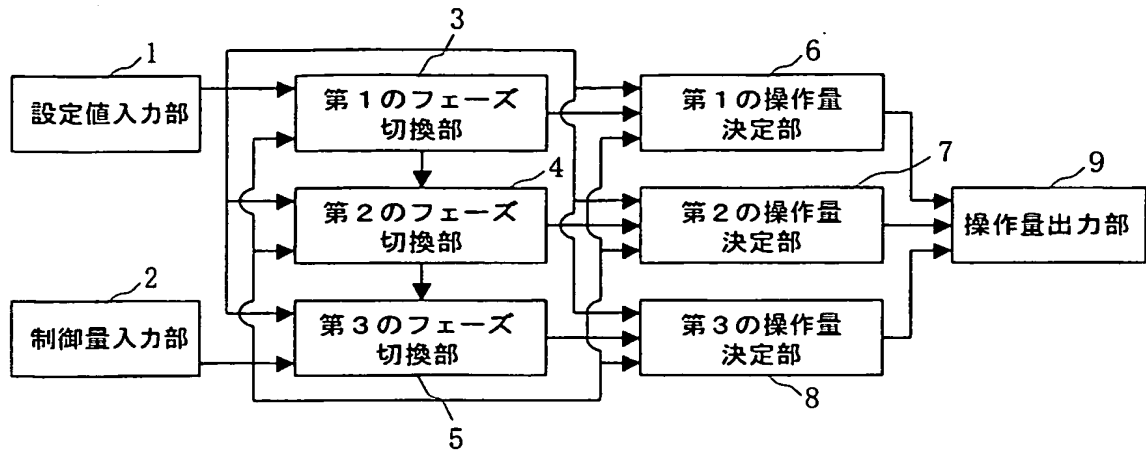 1
設定値入力部
2
制御量入力部
3
第1のフェーズ
切換部
4
第2のフェーズ
切換部
第3のフェーズ
切換部
5
6
第1の操作量
決定部
7
第2の操作量
決定部
第3の操作量
決定部
8
9
操作量出力部